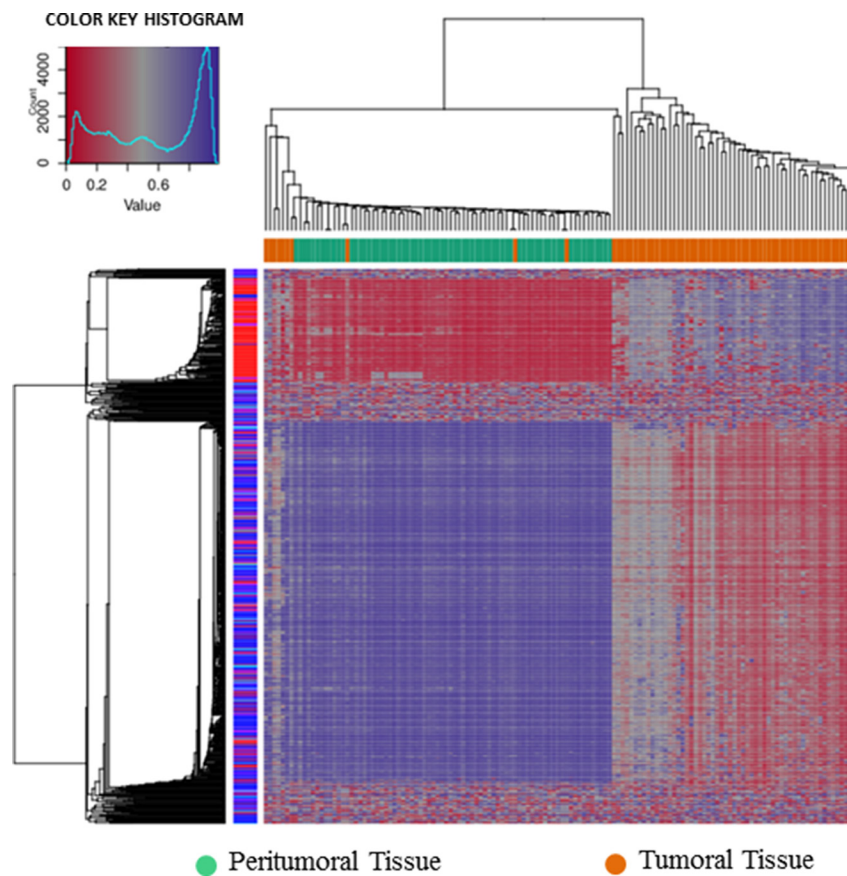 COLOR KEY HISTOGRAM
Count
0 2000 4000
0 0.2 0.6
Value
Peritumoral Tissue
Tumoral Tissue